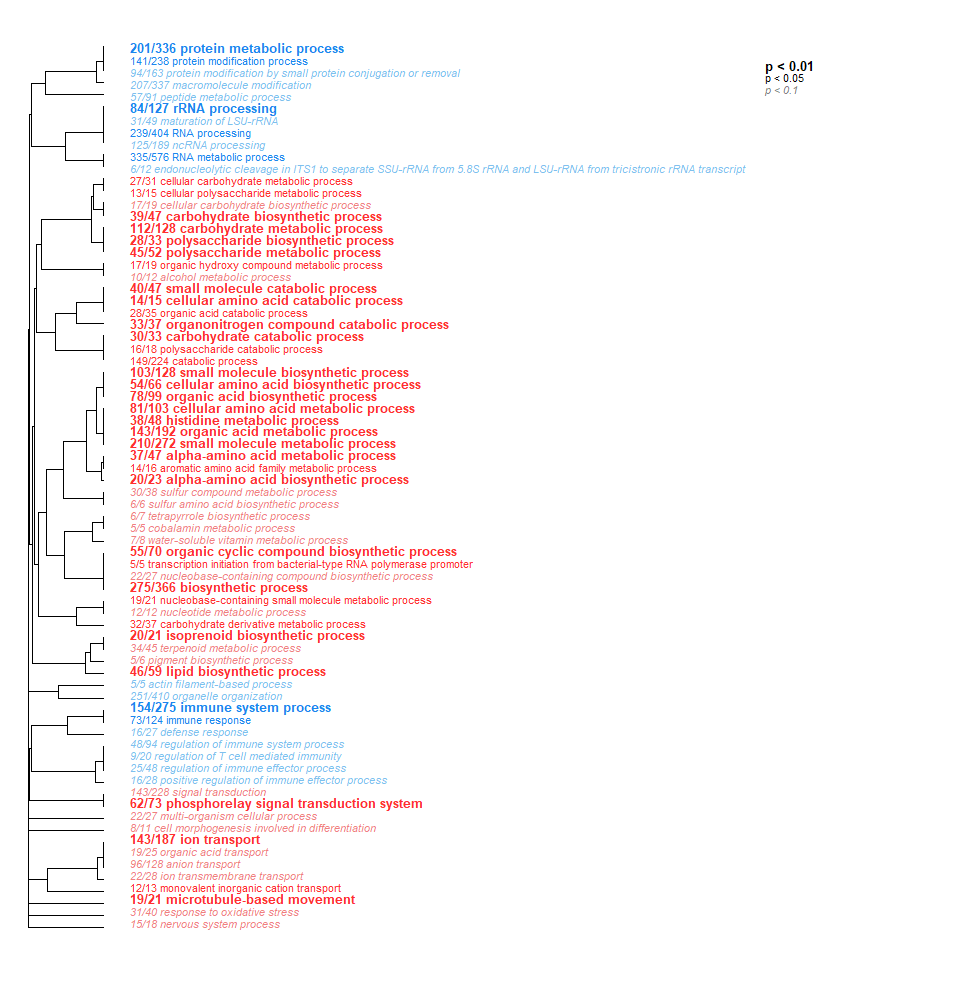 201/336 protein metabolic process
141/238 protein modification process
94/163 protein modification by small protein conjugation or removal
207/337 macromolecule modification
57/91 peptide metabolic process
84/127 rRNA processing
31/49 maturation of LSU-rRNA
239/404 RNA processing
125/189 ncRNA processing
335/576 RNA metabolic process
6/12 endonucleolytic cleavage in ITS1 to separate SSU-rRNA from 5.8S rRNA and LSU-rRNA from tricistronic rRNA transcript
27/31 cellular carbohydrate metabolic process
13/15 cellular polysaccharide metabolic process
17/19 cellular carbohydrate biosynthetic process
39/47 carbohydrate biosynthetic process
112/128 carbohydrate metabolic process
28/33 polysaccharide biosynthetic process
45/52 polysaccharide metabolic process
17/19 organic hydroxy compound metabolic process
10/12 alcohol metabolic process
40/47 small molecule catabolic process
14/15 cellular amino acid catabolic process
28/35 organic acid catabolic process
33/37 organonitrogen compound catabolic process
30/33 carbohydrate catabolic process
16/18 polysaccharide catabolic process
149/224 catabolic process
103/128 small molecule biosynthetic process
54/66 cellular amino acid biosynthetic process
78/99 organic acid biosynthetic process
81/103 cellular amino acid metabolic process
38/48 histidine metabolic process
143/192 organic acid metabolic process
210/272 small molecule metabolic process
37/47 alpha-amino acid metabolic process
14/16 aromatic amino acid family metabolic process
20/23 alpha-amino acid biosynthetic process
30/38 sulfur compound metabolic process
6/6 sulfur amino acid biosynthetic process
6/7 tetrapyrrole biosynthetic process
5/5 cobalamin metabolic process
7/8 water-soluble vitamin metabolic process
55/70 organic cyclic compound biosynthetic process
5/5 transcription initiation from bacterial-type RNA polymerase promoter
22/27 nucleobase-containing compound biosynthetic process
275/366 biosynthetic process
19/21 nucleobase-containing small molecule metabolic process
12/12 nucleotide metabolic process
32/37 carbohydrate derivative metabolic process
20/21 isoprenoid biosynthetic process
34/45 terpenoid metabolic process
5/6 pigment biosynthetic process
46/59 lipid biosynthetic process
5/5 actin filament-based process
251/410 organelle organization
154/275 immune system process
73/124 immune response
16/27 defense response
48/94 regulation of immune system process
9/20 regulation of T cell mediated immunity
25/48 regulation of immune effector process
16/28 positive regulation of immune effector process
143/228 signal transduction
62/73 phosphorelay signal transduction system
22/27 multi-organism cellular process
8/11 cell morphogenesis involved in differentiation
143/187 ion transport
19/25 organic acid transport
96/128 anion transport
22/28 ion transmembrane transport
12/13 monovalent inorganic cation transport
19/21 microtubule-based movement
31/40 response to oxidative stress
15/18 nervous system process
p < 0.01
p < 0.05
p < 0.1